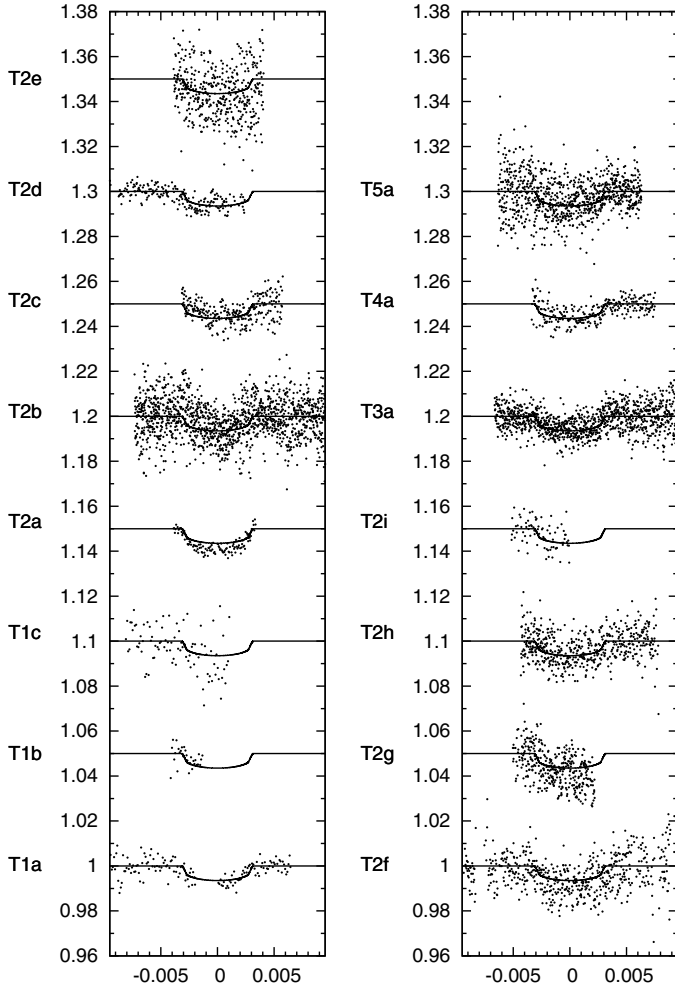 1.38
1.36
T2e
1.34
1.32
T2d 1.3
1.28
1.26
T2c
1.24
1.22
T2b 1.2
1.18
1.16
T2a
1.14
1.12
T1c 1.1
1.08
1.06
T1b
1.04
1.02
T1a 1
0.98
0.96
-0.005 0 0.005
1.38
1.36
1.34
1.32
T5a 1.3
1.28
1.26
T4a
1.24
1.22
T3a 1.2
1.18
1.16
T2i
1.14
1.12
T2h 1.1
1.08
1.06
T2g
1.04
1.02
T2f 1
0.98
0.96
-0.005 0 0.005